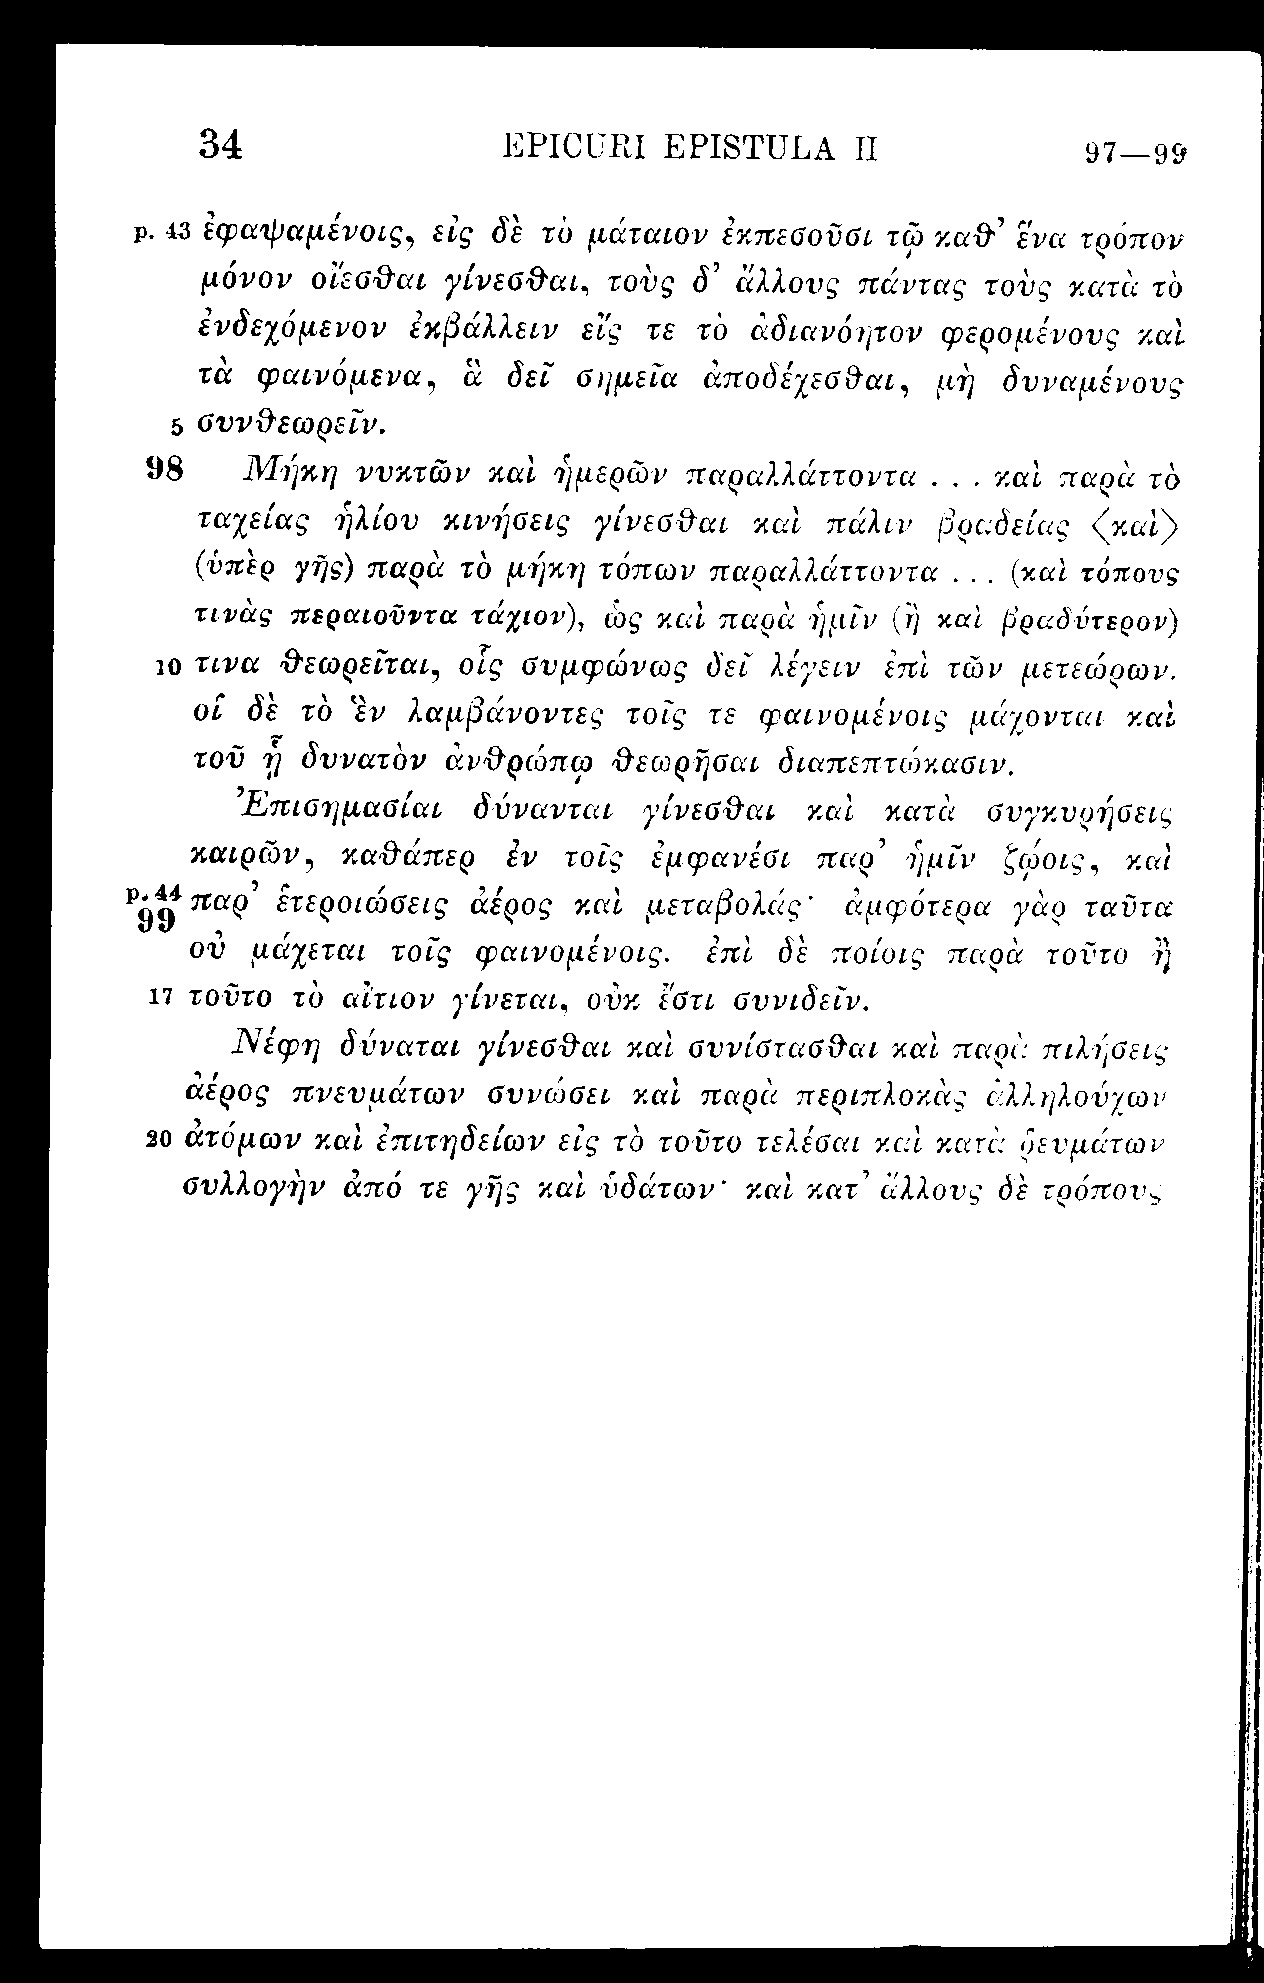 34 EPICURI EPISTULA II 97—99
p. 43 ἐφαψαμένοις, εἰς δὲ τὸ μάταιον ἐκπεσοῦσι τῷ καθ' ἕνα τρόπον
μόνον οἴεσθαι γίνεσθαι, τοὺς δ' ἄλλους πάντας τοὺς κατὰ τὸ
ἐνδεχόμενον ἐκβάλλειν εἴς τε τὸ ἀδιανόητον φερομένους καὶ
τὰ φαινόμενα, ἃ δεῖ σημεῖα ἀποδέχεσθαι, μὴ δυναμένους
5 συνθεωρεῖν.
98 Μήκη νυκτῶν καὶ ἡμερῶν παραλλάττοντα . . . καὶ παρὰ τὸ
ταχείας ἡλίου κινήσεις γίνεσθαι καὶ πάλιν βραδείας 〈καὶ〉
(ὑπὲρ γῆς) παρὰ τὸ μήκη τόπων παραλλάττοντα . . . (καὶ τόπους
τινὰς περαιοῦντα τάχιον), ὡς καὶ παρὰ ἡμῖν (ἢ καὶ βραδύτερον)
10 τινα θεωρεῖται, οἷς συμφώνως δεῖ λέγειν ἐπὶ τῶν μετεώρων.
οἱ δὲ τὸ ἓν λαμβάνοντες τοῖς τε φαινομένοις μάχονται καὶ
τοῦ ᾗ δυνατὸν ἀνθρώπῳ θεωρῆσαι διαπεπτώκασιν.
Ἐπισημασίαι δύνανται γίνεσθαι καὶ κατὰ συγκυρήσεις
καιρῶν, καθάπερ ἐν τοῖς ἐμφανέσι παρ' ἡμῖν ζῴοις, καὶ
p. 44 99 παρ' ἑτεροιώσεις ἀέρος καὶ μεταβολάς· ἀμφότερα γὰρ ταῦτα
οὐ μάχεται τοῖς φαινομένοις. ἐπὶ δὲ ποίοις παρὰ τοῦτο ἢ
17 τοῦτο τὸ αἴτιον γίνεται, οὐκ ἔστι συνιδεῖν.
Νέφη δύναται γίνεσθαι καὶ συνίστασθαι καὶ παρὰ πιλήσεις
ἀέρος πνευμάτων συνώσει καὶ παρὰ περιπλοκὰς ἀλληλούχων
20 ἀτόμων καὶ ἐπιτηδείων εἰς τὸ τοῦτο τελέσαι καὶ κατὰ ῥευμάτων
συλλογὴν ἀπό τε γῆς καὶ ὑδάτων· καὶ κατ' ἄλλους δὲ τρόπους